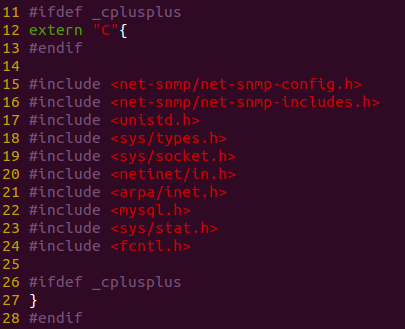 11 #ifdef _cplusplus
12 extern "C"{
13 #endif
14
15 #include <net-snmp/net-snmp-config.h>
16 #include <net-snmp/net-snmp-includes.h>
17 #include <unistd.h>
18 #include <sys/types.h>
19 #include <sys/socket.h>
20 #include <netinet/in.h>
21 #include <arpa/inet.h>
22 #include <mysql.h>
23 #include <sys/stat.h>
24 #include <fcntl.h>
25
26 #ifdef _cplusplus
27 }
28 #endif